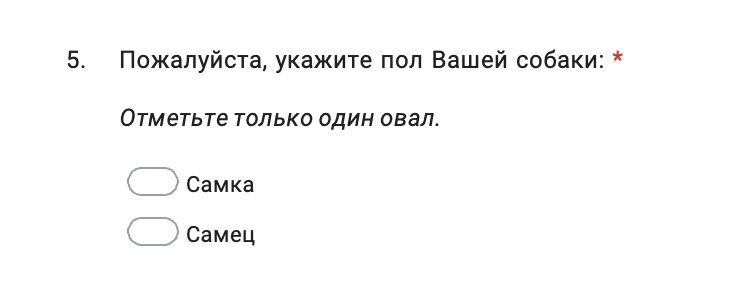 5. Пожалуйста, укажите пол Вашей собаки: *
Отметьте только один овал.
Самка
Самец